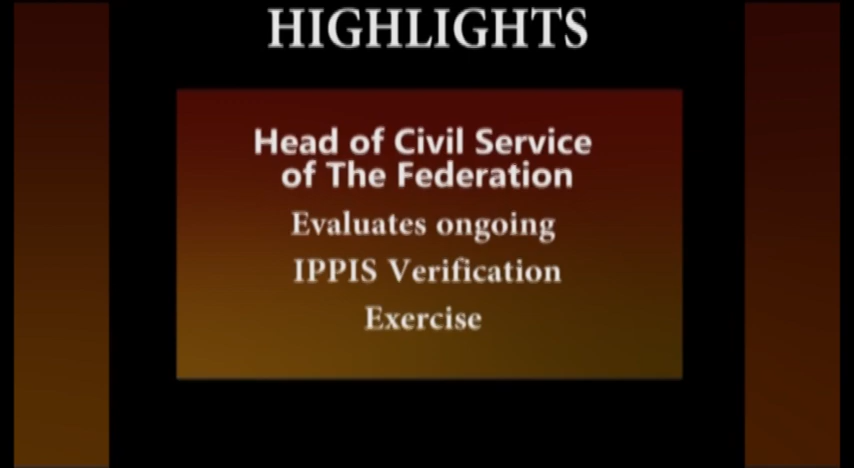 HIGHLIGHTS
Head of Civil Service
of The Federation
Evaluates ongoing
IPPIS Verification
Exercise